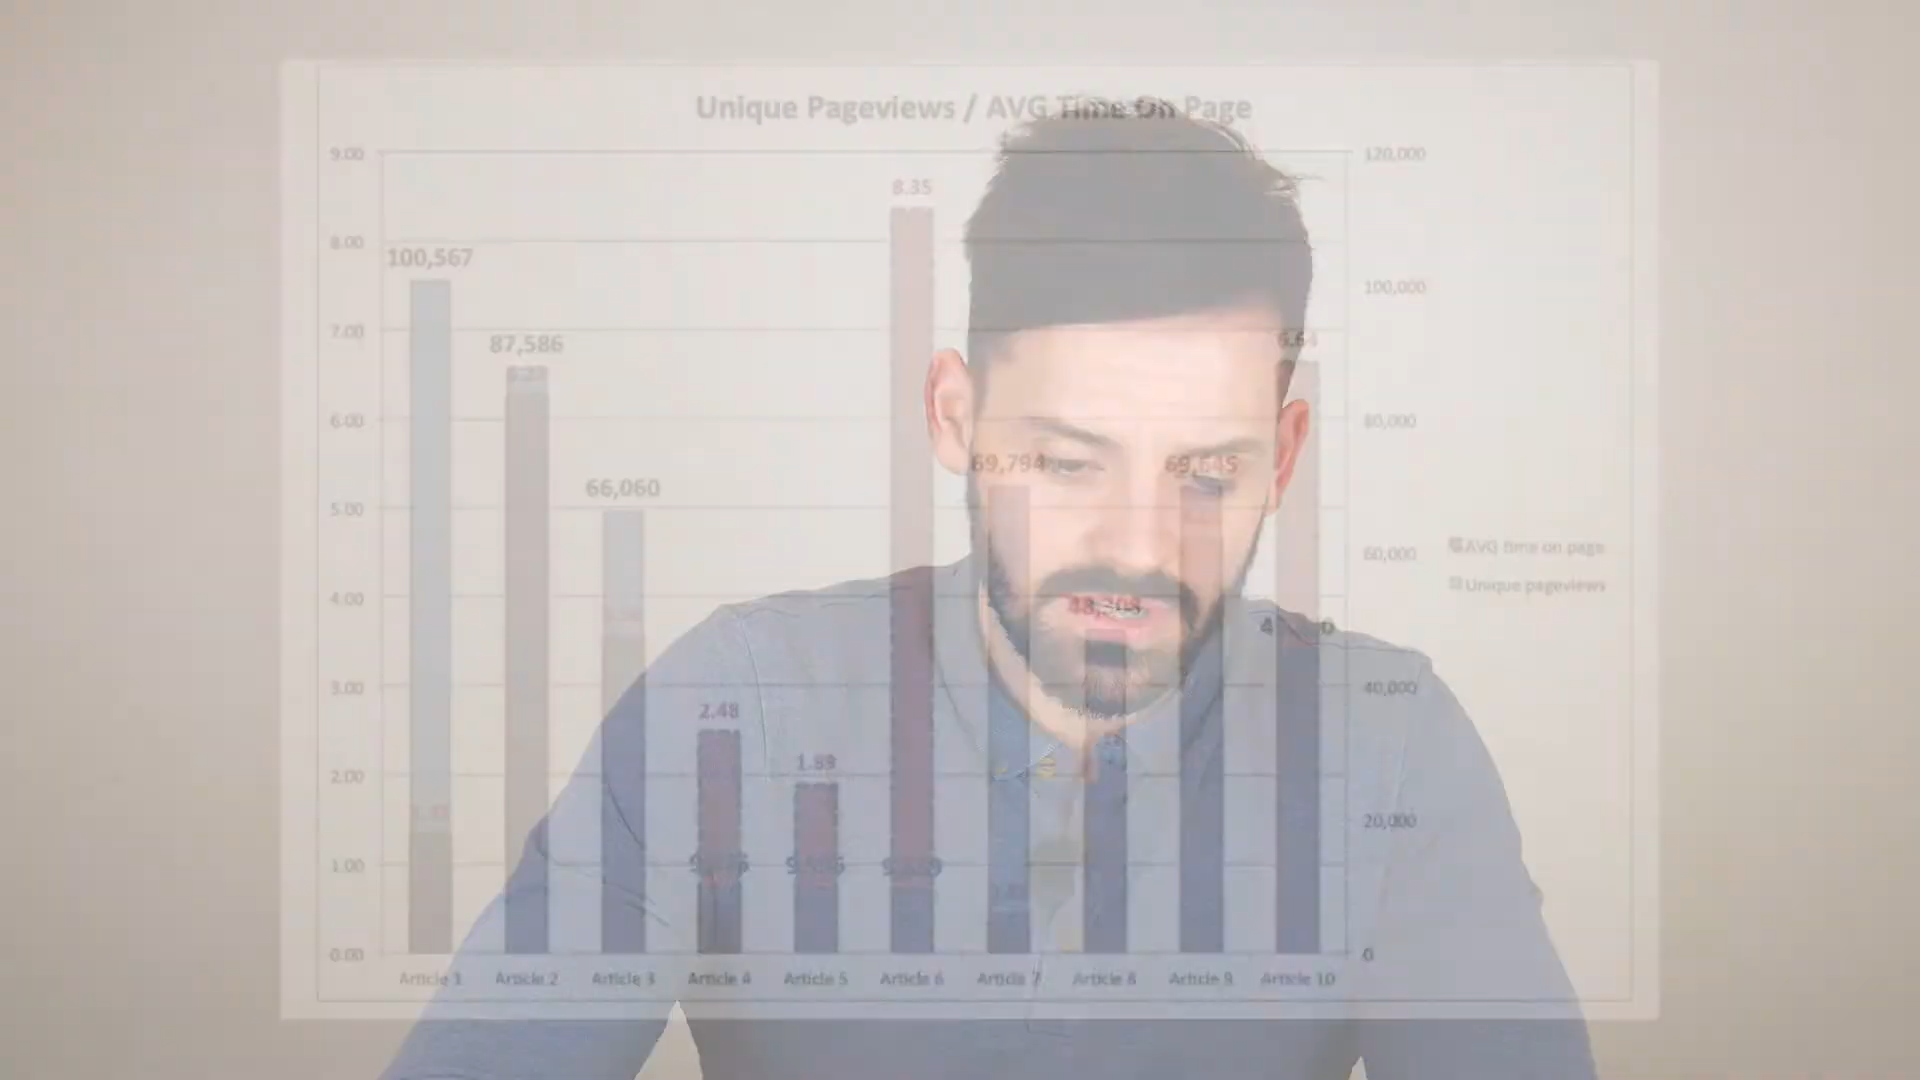 Unique Pageviews / AVG Time On Page
9.00
8.00
7.00
6.00
5.00
4.00
3.00
2.00
1.00
0.00
120,000
100,000
80,000
60,000
40,000
20,000
0
100,567
87,586
66,060
2.48
1.89
8.35
69,794
48,308
69,645
6.64
AVG time on page
Unique pageviews
Article 1
Article 2
Article 3
Article 4
Article 5
Article 6
Article 7
Article 8
Article 9
Article 10